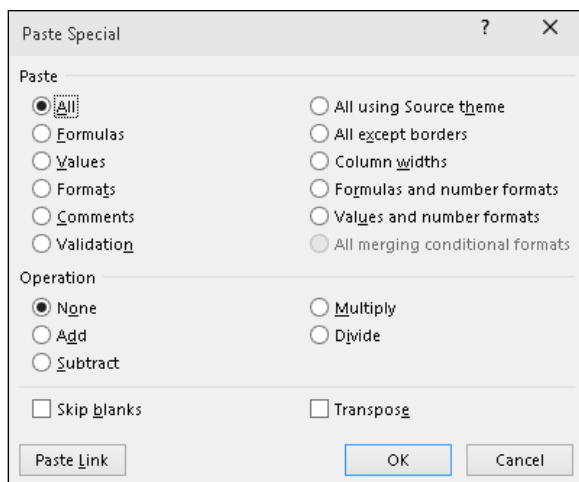 Paste Special ?
Paste
All
All using Source theme
Formulas
All except borders
Values
Column widths
Formats
Formulas and number formats
Comments
Values and number formats
Validation
All merging conditional formats
Operation
None
Multiply
Add
Divide
Subtract
Skip blanks
Transpose
Paste Link
OK
Cancel